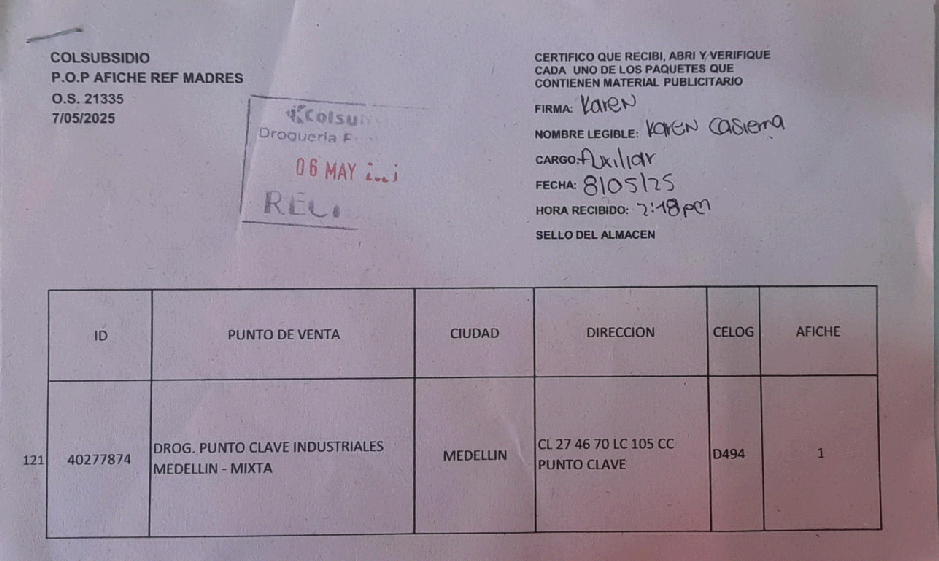 COLSUBSIDIO
P.O.P AFICHE REF MADRES
O.S. 21335
7/05/2025
Colsu
Droguería
06 MAY
CERTIFICO QUE RECIBI, ABRI Y VERIFIQUE
CADA UNO DE LOS PAQUETES QUE
CONTIENEN MATERIAL PUBLICITARIO
FIRMA: Karen
NOMBRE LEGIBLE: Karen Casierra
CARGO: Auxiliar
FECHA: 8/05/25
HORA RECIBIDO: 2:18 pm
SELLO DEL ALMACEN
ID PUNTO DE VENTA CIUDAD DIRECCION CELOG AFICHE
121 40277874 DROG. PUNTO CLAVE INDUSTRIALES MEDELLIN CL 27 46 70 LC 105 CC D494 1
MEDELLIN - MIXTA PUNTO CLAVE